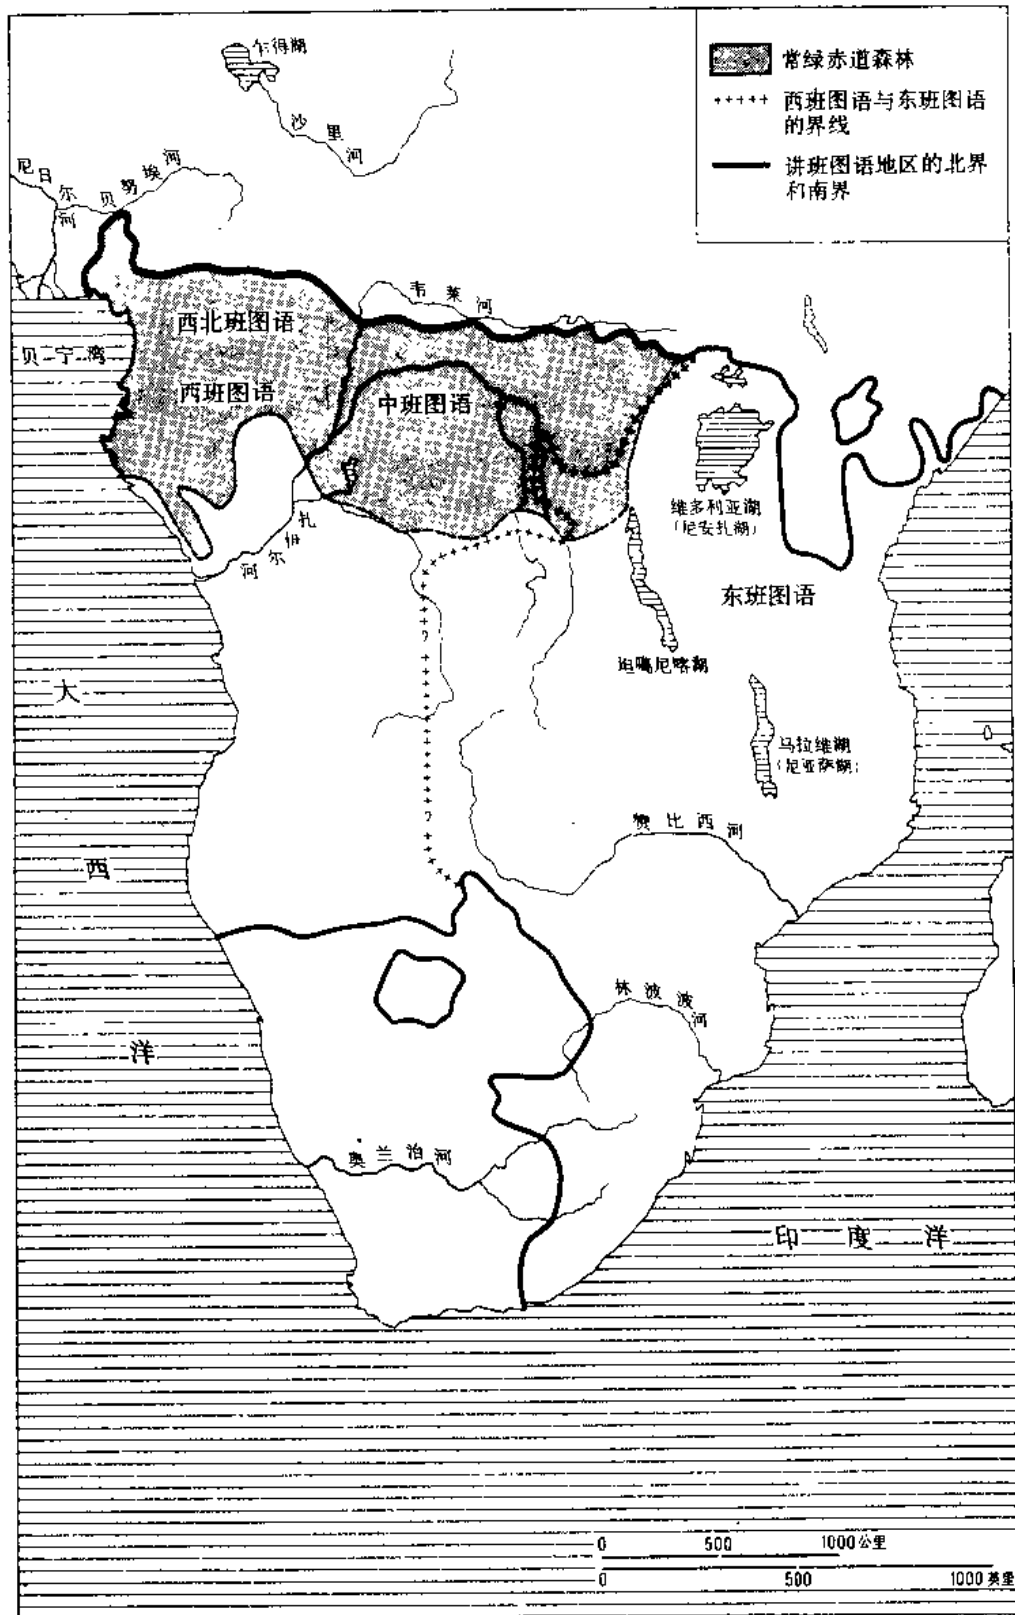 乍得湖
沙里河
尼日尔河
贝努埃河
常绿赤道森林
+++++ 西班图语与东班图语
的界线
讲班图语地区的北界
和南界
韦莱河
西北班图语
贝宁湾
西班图语
中班图语
维多利亚湖
(尼安扎湖)
扎姆尔河
东班图语
坦噶尼喀湖
马拉维湖
(尼亚萨湖)
赞比西河
林波波河
奥兰治河
大西洋
印度洋
0 500 1000公里
0 500 1000英里